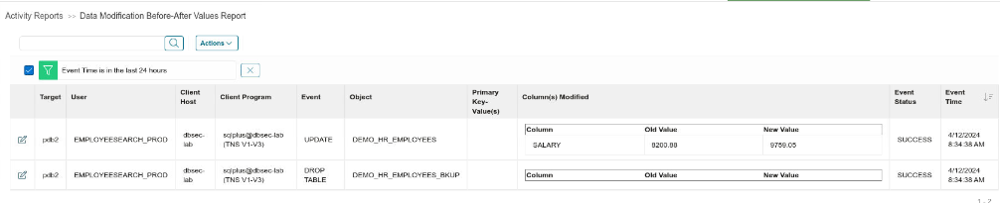 Activity Reports >> Data Modification Before-After Values Report
Actions
Event Time is in the last 24 hours
Target User Client Host Client Program Event Object Primary Key-Value(s) Column(s) Modified Event Status Event Time
pdb2 EMPLOYEESEARCH_PROD dbsec-lab sqlplus@dbsec-lab (TNS V1-V3) UPDATE DEMO_HR_EMPLOYEES Column Old Value New Value SALARY 8200.88 9759.05 SUCCESS 4/12/2024 8:34:38 AM
pdb2 EMPLOYEESEARCH_PROD dbsec-lab sqlplus@dbsec-lab (TNS V1-V3) DROP TABLE DEMO_HR_EMPLOYEES_BKUP Column Old Value New Value SUCCESS 4/12/2024 8:34:38 AM
1 - 2